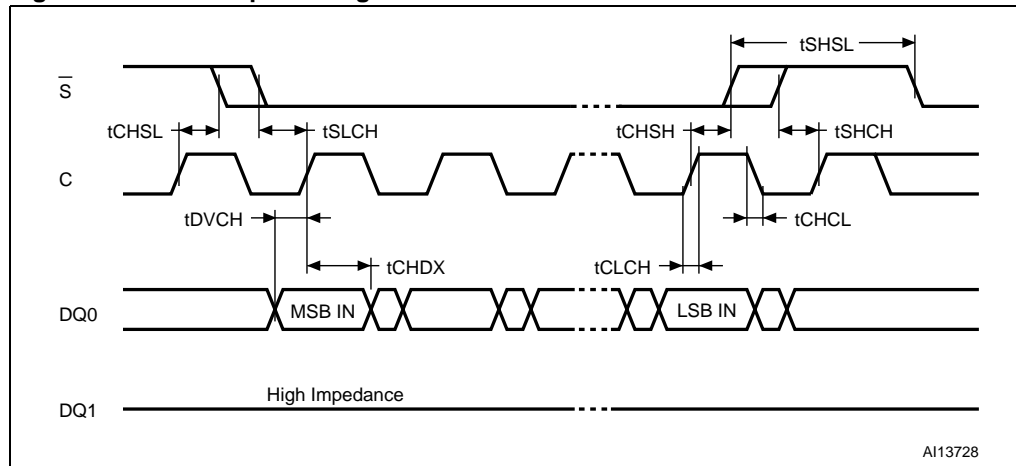 tSHSL
S
tCHSL
tSLCH
tCHSH
tSHCH
C
tDVCH
tCHCL
tCHDX
tCLCH
DQ0
MSB IN
LSB IN
High Impedance
DQ1
AI13728